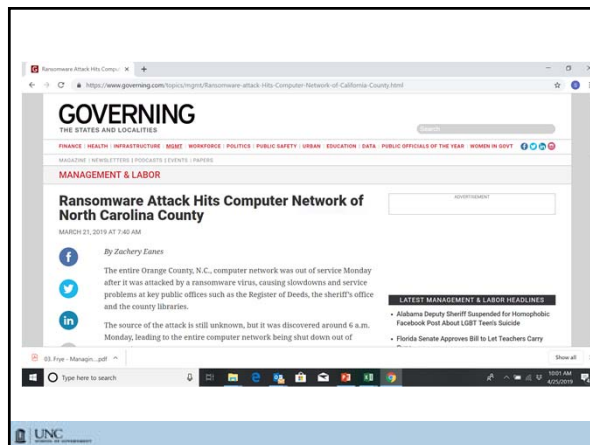 Ransomware Attack Hits Compu
https://www.governing.com/topics/mgmt/Ransomware-attack-Hits-Computer-Network-of-California-County.html
GOVERNING
THE STATES AND LOCALITIES
Search
FINANCE | HEALTH | INFRASTRUCTURE | MGMT | WORKFORCE | POLITICS | PUBLIC SAFETY | URBAN | EDUCATION | DATA | PUBLIC OFFICIALS OF THE YEAR | WOMEN IN GOVT
MAGAZINE | NEWSLETTERS | PODCASTS | EVENTS | PAPERS
MANAGEMENT & LABOR
Ransomware Attack Hits Computer Network of
North Carolina County
MARCH 21, 2019 AT 7:40 AM
ADVERTISEMENT
By Zachery Eanes
The entire Orange County, N.C., computer network was out of service Monday
after it was attacked by a ransomware virus, causing slowdowns and service
problems at key public offices such as the Register of Deeds, the sheriff's office
and the county libraries.
The source of the attack is still unknown, but it was discovered around 6 a.m.
Monday, leading to the entire computer network being shut down out of
LATEST MANAGEMENT & LABOR HEADLINES
Alabama Deputy Sheriff Suspended for Homophobic
Facebook Post About LGBT Teen's Suicide
Florida Senate Approves Bill to Let Teachers Carry
03. Frye - Managin....pdf
Show all
Type here to search
10:01 AM
4/25/2019
UNC
SCHOOL OF GOVERNMENT